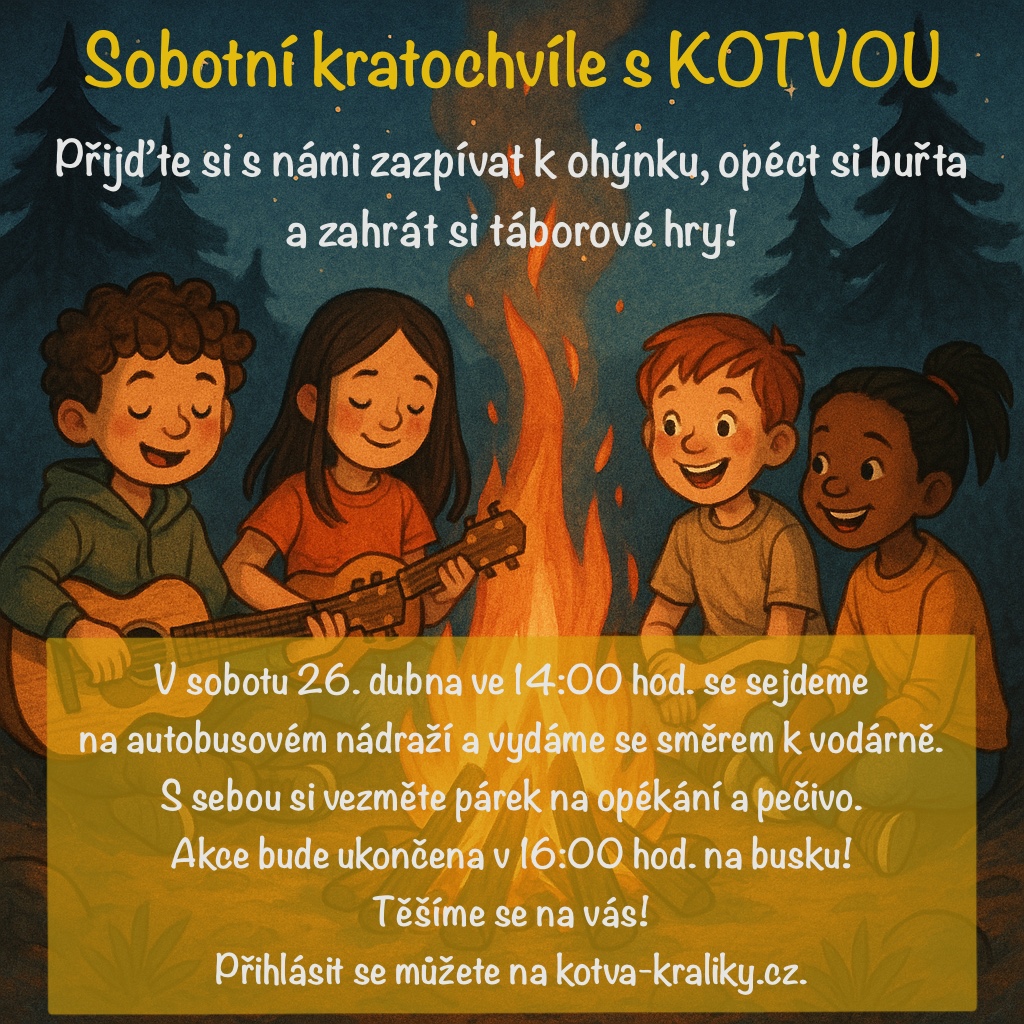 Sobotní kratochvíle s KOTVOU
Přijďte si s námi zazpívat k ohýnku, opéct si buřta
a zahrát si táborové hry!
V sobotu 26. dubna ve 14:00 hod. se sejdeme
na autobusovém nádraží a vydáme se směrem k vodárně.
S sebou si vezměte párek na opékání a pečivo.
Akce bude ukončena v 16:00 hod. na busku!
Těšíme se na vás!
Přihlásit se můžete na kotva-kraliky.cz.